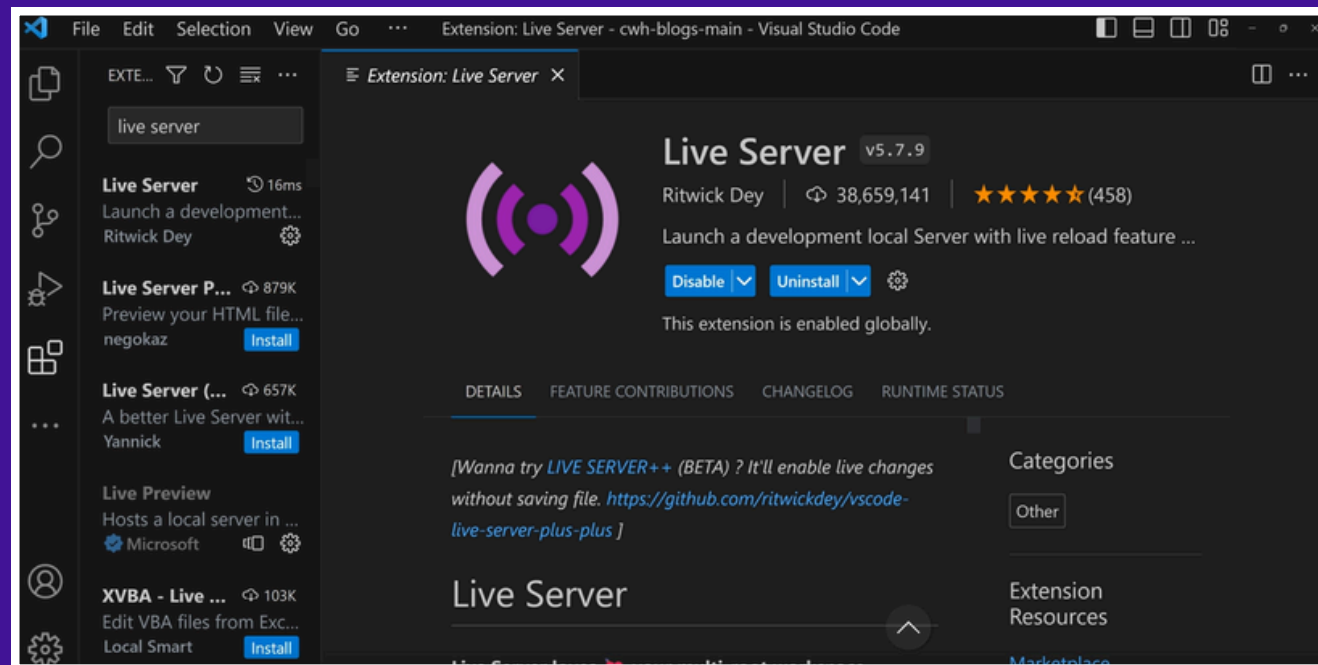 File Edit Selection View Go ··· Extension: Live Server - cwh-blogs-main - Visual Studio Code
EXTE... ···
Extension: Live Server
live server
Live Server 16ms
Launch a development...
Ritwick Dey
Live Server P... 879K
Preview your HTML file...
negokaz Install
Live Server (... 657K
A better Live Server wit...
Yannick Install
Live Preview
Hosts a local server in ...
Microsoft
XVBA - Live ... 103K
Edit VBA files from Exc...
Local Smart Install
Live Server v5.7.9
Ritwick Dey 38,659,141 (458)
Launch a development local Server with live reload feature ...
Disable Uninstall
This extension is enabled globally.
DETAILS FEATURE CONTRIBUTIONS CHANGELOG RUNTIME STATUS
[Wanna try LIVE SERVER++ (BETA) ? It'll enable live changes
without saving file. https://github.com/ritwickdey/vscode-
live-server-plus-plus ]
Live Server
Categories
Other
Extension
Resources
Marketplace